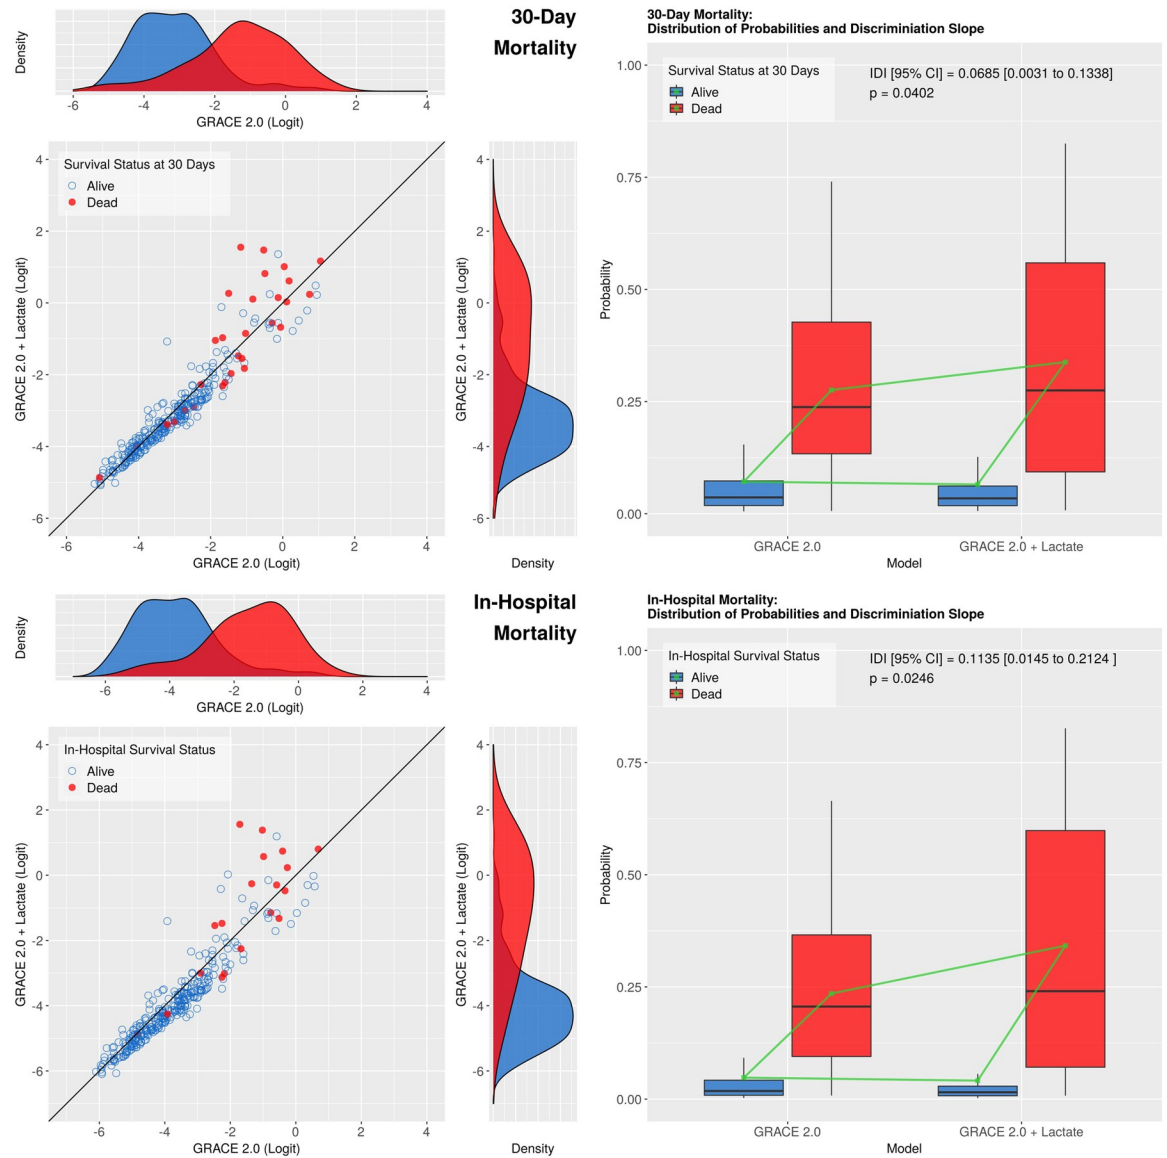 30-Day
Mortality
Density
-6 -4 -2 0 2 4
GRACE 2.0 (Logit)
Survival Status at 30 Days
Alive
Dead
GRACE 2.0 + Lactate (Logit)
4
2
0
-2
-4
-6
-6 -4 -2 0 2 4
GRACE 2.0 (Logit)
GRACE 2.0 + Lactate (Logit)
4
2
0
-2
-4
-6
Density
30-Day Mortality:
Distribution of Probabilities and Discriminiation Slope
Survival Status at 30 Days
Alive
Dead
IDI [95% CI] = 0.0685 [0.0031 to 0.1338]
p = 0.0402
Probability
1.00
0.75
0.50
0.25
0.00
GRACE 2.0 GRACE 2.0 + Lactate
Model
In-Hospital
Mortality
Density
-6 -4 -2 0 2 4
GRACE 2.0 (Logit)
In-Hospital Survival Status
Alive
Dead
GRACE 2.0 + Lactate (Logit)
4
2
0
-2
-4
-6
-6 -4 -2 0 2 4
GRACE 2.0 (Logit)
GRACE 2.0 + Lactate (Logit)
4
2
0
-2
-4
-6
Density
In-Hospital Mortality:
Distribution of Probabilities and Discriminiation Slope
In-Hospital Survival Status
Alive
Dead
IDI [95% CI] = 0.1135 [0.0145 to 0.2124 ]
p = 0.0246
Probability
1.00
0.75
0.50
0.25
0.00
GRACE 2.0 GRACE 2.0 + Lactate
Model